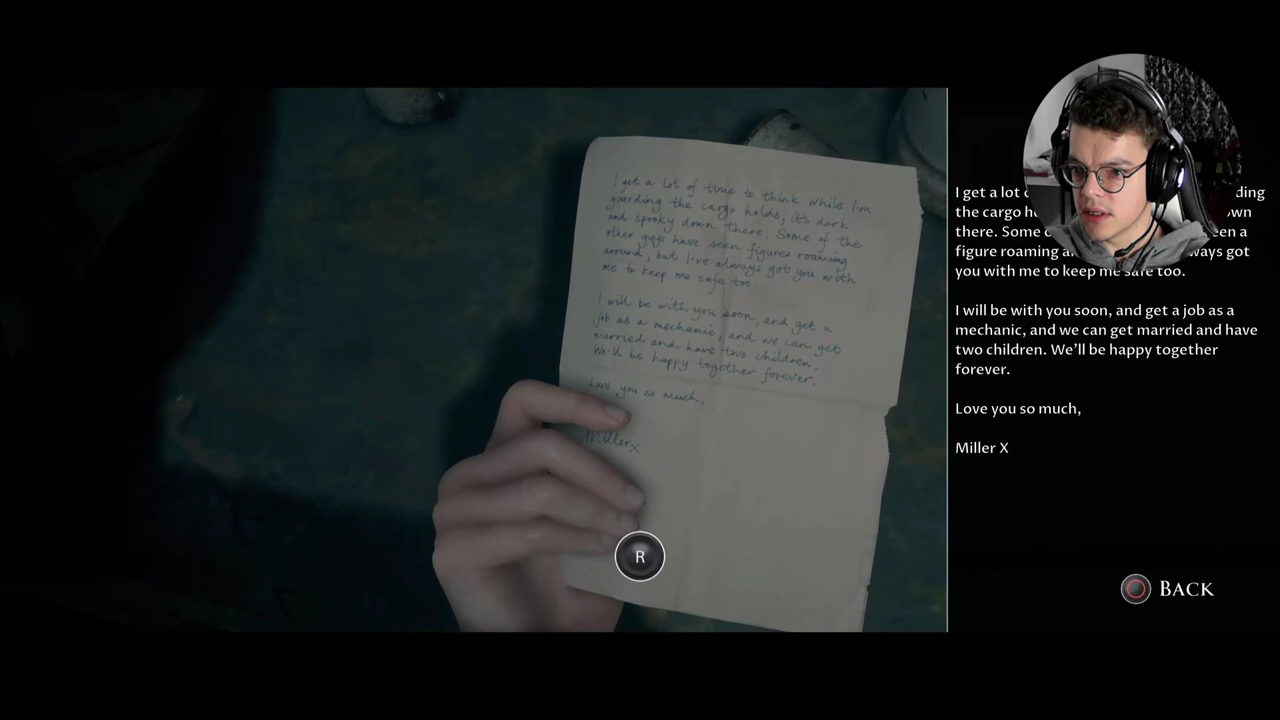 I get a lot of time to think while I'm
guarding the cargo holds, it's dark
and spooky down there. Some of the
other guys have seen figures roaming
around, but I've always got you with
me to keep me safe too.
I will be with you soon, and get a
job as a mechanic, and we can get
married and have two children.
We'll be happy together forever.
Love you so much,
Miller x
R
I get a lot ding
the cargo own
there. Some een a
figure roaming ways got
you with me to keep me safe too.
I will be with you soon, and get a job as a
mechanic, and we can get married and have
two children. We'll be happy together
forever.
Love you so much,
Miller X
BACK